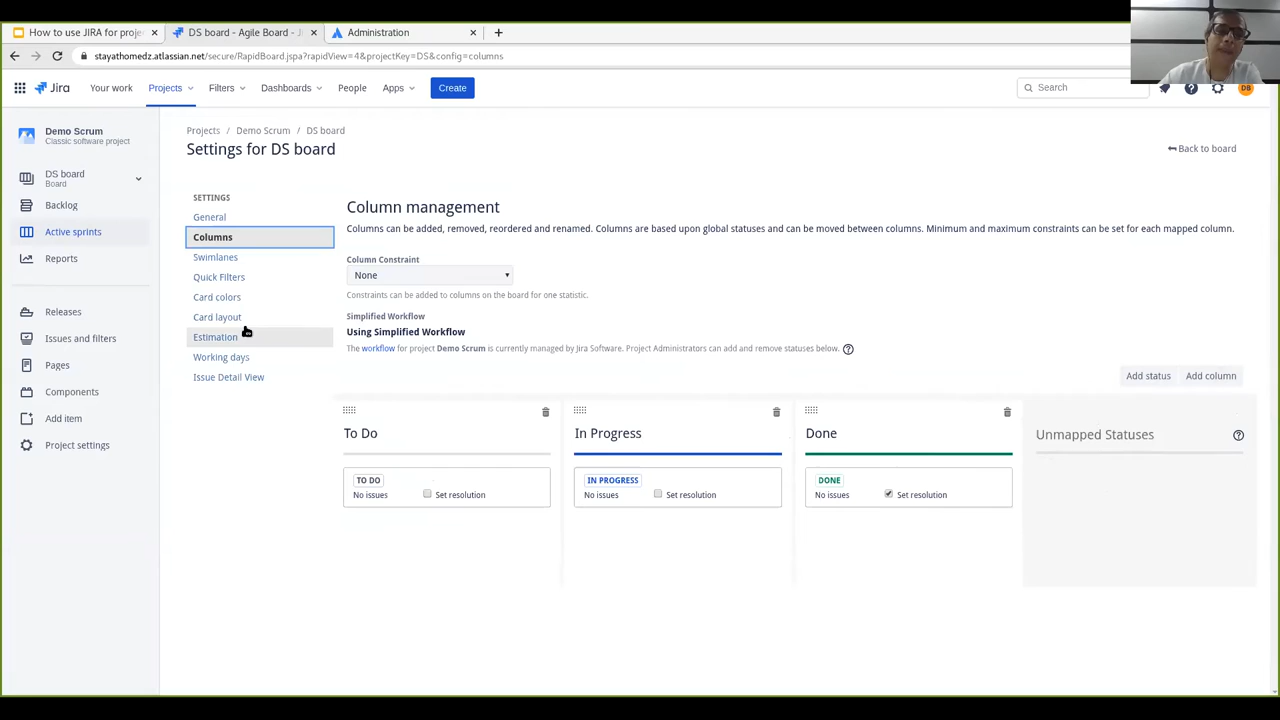 How to use JIRA for proje
DS board - Agile Board - Ji
Administration
stayathomedz.atlassian.net/secure/RapidBoard.jspa?rapidView=4&projectKey=DS&config=columns
Jira
Your work
Projects
Filters
Dashboards
People
Apps
Create
Search
DB
Demo Scrum
Classic software project
DS board
Board
Backlog
Active sprints
Reports
Releases
Issues and filters
Pages
Components
Add item
Project settings
Projects / Demo Scrum / DS board
Settings for DS board
Back to board
SETTINGS
General
Columns
Swimlanes
Quick Filters
Card colors
Card layout
Estimation
Working days
Issue Detail View
Column management
Columns can be added, removed, reordered and renamed. Columns are based upon global statuses and can be moved between columns. Minimum and maximum constraints can be set for each mapped column.
Column Constraint
None
Constraints can be added to columns on the board for one statistic.
Simplified Workflow
Using Simplified Workflow
The workflow for project Demo Scrum is currently managed by Jira Software. Project Administrators can add and remove statuses below.
Add status
Add column
To Do
TO DO
No issues
Set resolution
In Progress
IN PROGRESS
No issues
Set resolution
Done
DONE
No issues
Set resolution
Unmapped Statuses